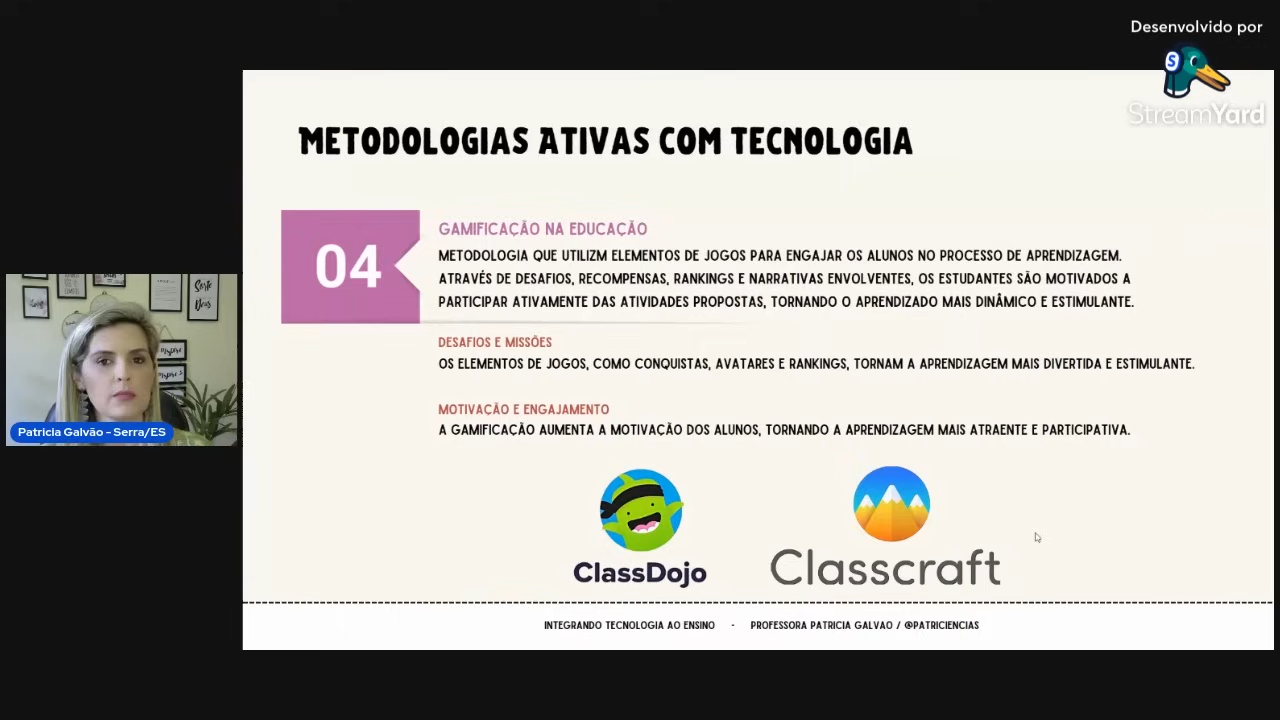 Desenvolvido por
StreamYard
METODOLOGIAS ATIVAS COM TECNOLOGIA
04
GAMIFICAÇÃO NA EDUCAÇÃO
METODOLOGIA QUE UTILIZM ELEMENTOS DE JOGOS PARA ENGAJAR OS ALUNOS NO PROCESSO DE APRENDIZAGEM.
ATRAVÉS DE DESAFIOS, RECOMPENSAS, RANKINGS E NARRATIVAS ENVOLVENTES, OS ESTUDANTES SÃO MOTIVADOS A
PARTICIPAR ATIVAMENTE DAS ATIVIDADES PROPOSTAS, TORNANDO O APRENDIZADO MAIS DINÂMICO E ESTIMULANTE.
DESAFIOS E MISSÕES
OS ELEMENTOS DE JOGOS, COMO CONQUISTAS, AVATARES E RANKINGS, TORNAM A APRENDIZAGEM MAIS DIVERTIDA E ESTIMULANTE.
MOTIVAÇÃO E ENGAJAMENTO
A GAMIFICAÇÃO AUMENTA A MOTIVAÇÃO DOS ALUNOS, TORNANDO A APRENDIZAGEM MAIS ATRAENTE E PARTICIPATIVA.
Patricia Galvão - Serra/ES
ClassDojo
Classcraft
INTEGRANDO TECNOLOGIA AO ENSINO - PROFESSORA PATRICIA GALVAO / @PATRICIENCIAS